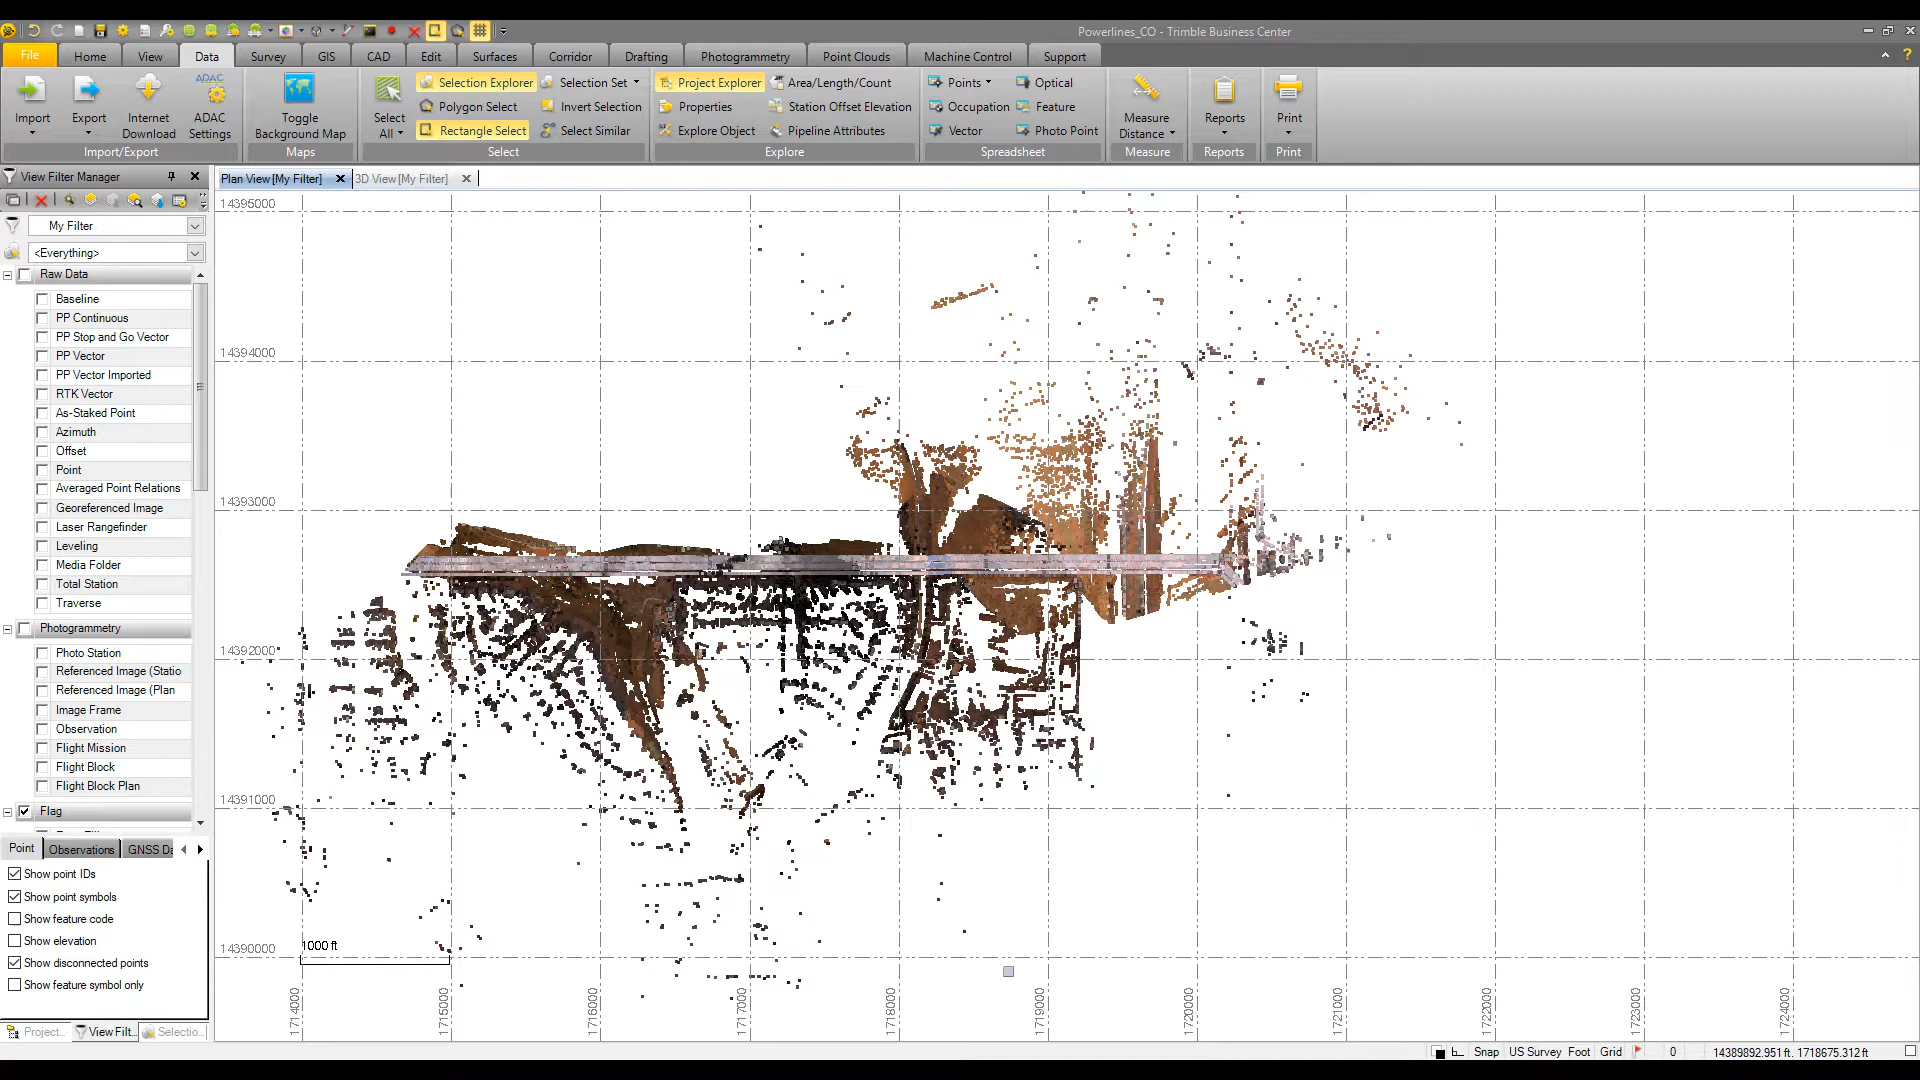 Powerlines_CO - Trimble Business Center
File Home View Data Survey GIS CAD Edit Surfaces Corridor Drafting Photogrammetry Point Clouds Machine Control Support
Import Export Internet Download ADAC Settings
Import/Export
Toggle Background Map
Maps
Select All
Selection Explorer Selection Set
Polygon Select Invert Selection
Rectangle Select Select Similar
Select
Project Explorer Area/Length/Count
Properties Station Offset Elevation
Explore Object Pipeline Attributes
Explore
Points Optical
Occupation Feature
Vector Photo Point
Spreadsheet
Measure Distance
Measure
Reports
Reports
Print
Print
View Filter Manager
Plan View [My Filter] 3D View [My Filter]
My Filter
<Everything>
Raw Data
Baseline
PP Continuous
PP Stop and Go Vector
PP Vector
PP Vector Imported
RTK Vector
As-Staked Point
Azimuth
Offset
Point
Averaged Point Relations
Georeferenced Image
Laser Rangefinder
Leveling
Media Folder
Total Station
Traverse
Photogrammetry
Photo Station
Referenced Image (Statio
Referenced Image (Plan
Image Frame
Observation
Flight Mission
Flight Block
Flight Block Plan
Flag
Point Observations GNSS Da
Show point IDs
Show point symbols
Show feature code
Show elevation
Show disconnected points
Show feature symbol only
Project... View Filt... Selectio...
14395000
14394000
14393000
14392000
14391000
14390000
1000 ft
1714000 1715000 1716000 1717000 1718000 1719000 1720000 1721000 1722000 1723000 1724000
Snap US Survey Foot Grid 0 14389892.951 ft, 1718675.312 ft